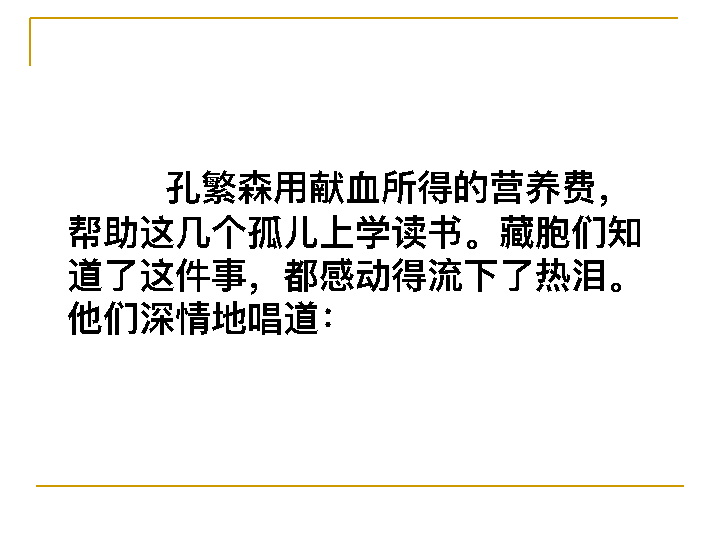 孔繁森用献血所得的营养费，
帮助这几个孤儿上学读书。藏胞们知
道了这件事，都感动得流下了热泪。
他们深情地唱道：